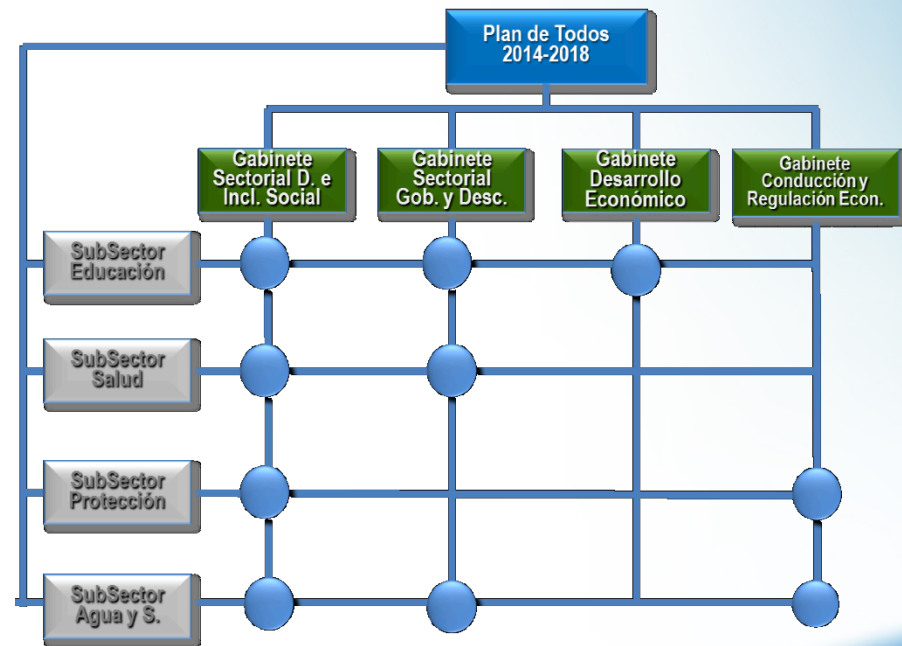 Plan de Todos
2014-2018
Gabinete
Sectorial D. e
Incl. Social
Gabinete
Sectorial
Gob. y Desc.
Gabinete
Desarrollo
Económico
Gabinete
Conducción y
Regulación Econ.
SubSector
Educación
SubSector
Salud
SubSector
Protección
SubSector
Agua y S.